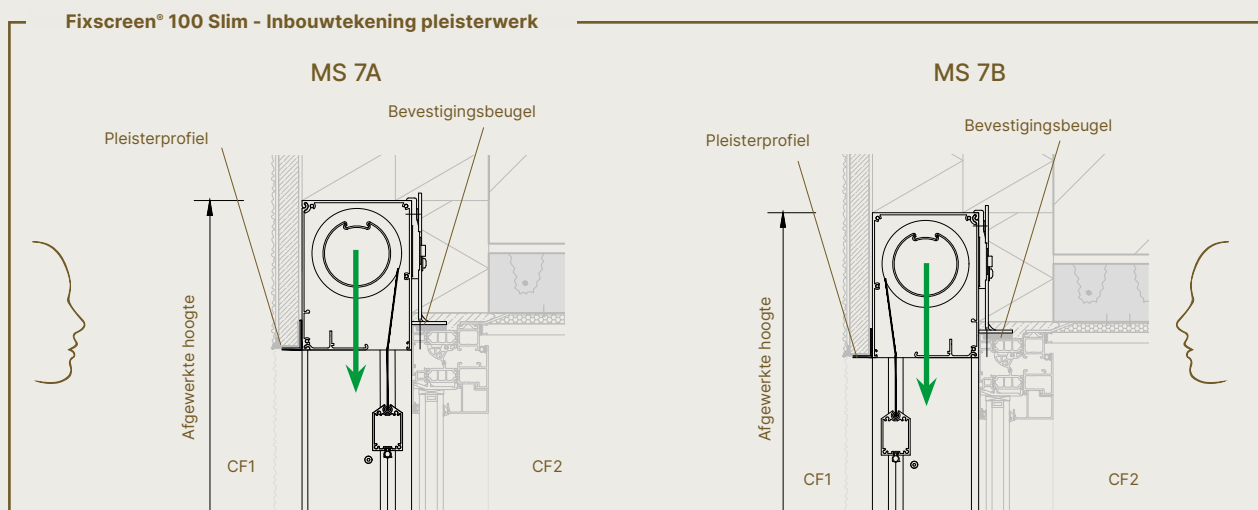 Fixscreen® 100 Slim - Inbouwtekening pleisterwerk
MS 7A
Bevestigingsbeugel
Pleisterprofiel
Afgewerkte hoogte
CF1
CF2
MS 7B
Bevestigingsbeugel
Pleisterprofiel
Afgewerkte hoogte
CF1
CF2